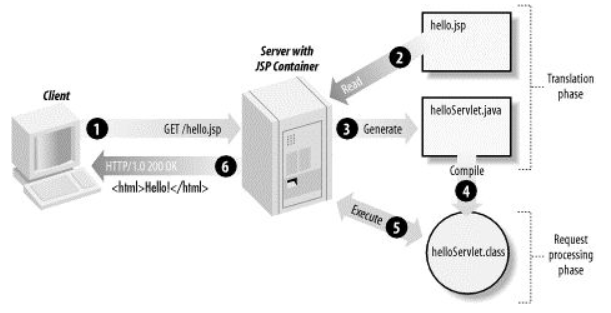 hello.jsp
Server with
JSP Container
2
Read
Translation
phase
Client
helloServlet.java
1
GET /hello.jsp
3
Generate
HTTP/1.0 200 OK
6
<html>Hello!</html>
Compile
4
Execute
5
helloServlet.class
Request
processing
phase